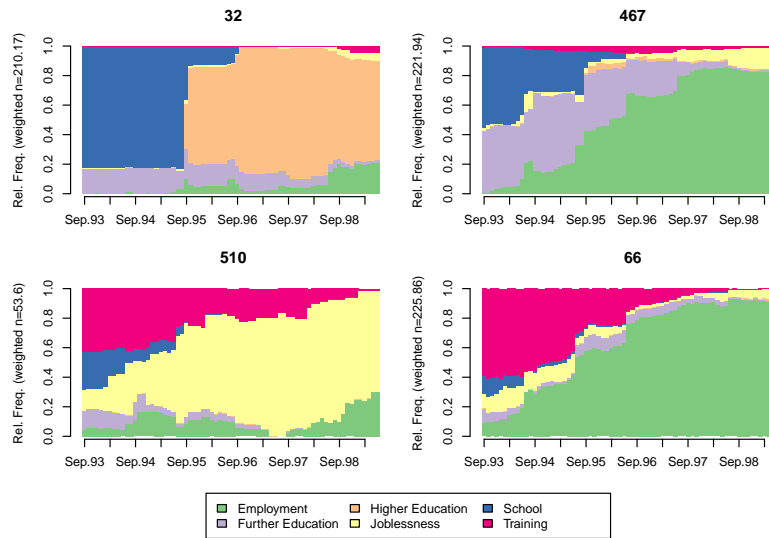 32
467
Rel. Freq. (weighted n=210.17)
0.0 0.2 0.4 0.6 0.8 1.0
Sep.93 Sep.94 Sep.95 Sep.96 Sep.97 Sep.98
Rel. Freq. (weighted n=221.94)
0.0 0.2 0.4 0.6 0.8 1.0
Sep.93 Sep.94 Sep.95 Sep.96 Sep.97 Sep.98
510
66
Rel. Freq. (weighted n=53.6)
0.0 0.2 0.4 0.6 0.8 1.0
Sep.93 Sep.94 Sep.95 Sep.96 Sep.97 Sep.98
Rel. Freq. (weighted n=225.86)
0.0 0.2 0.4 0.6 0.8 1.0
Sep.93 Sep.94 Sep.95 Sep.96 Sep.97 Sep.98
Employment Higher Education School
Further Education Joblessness Training